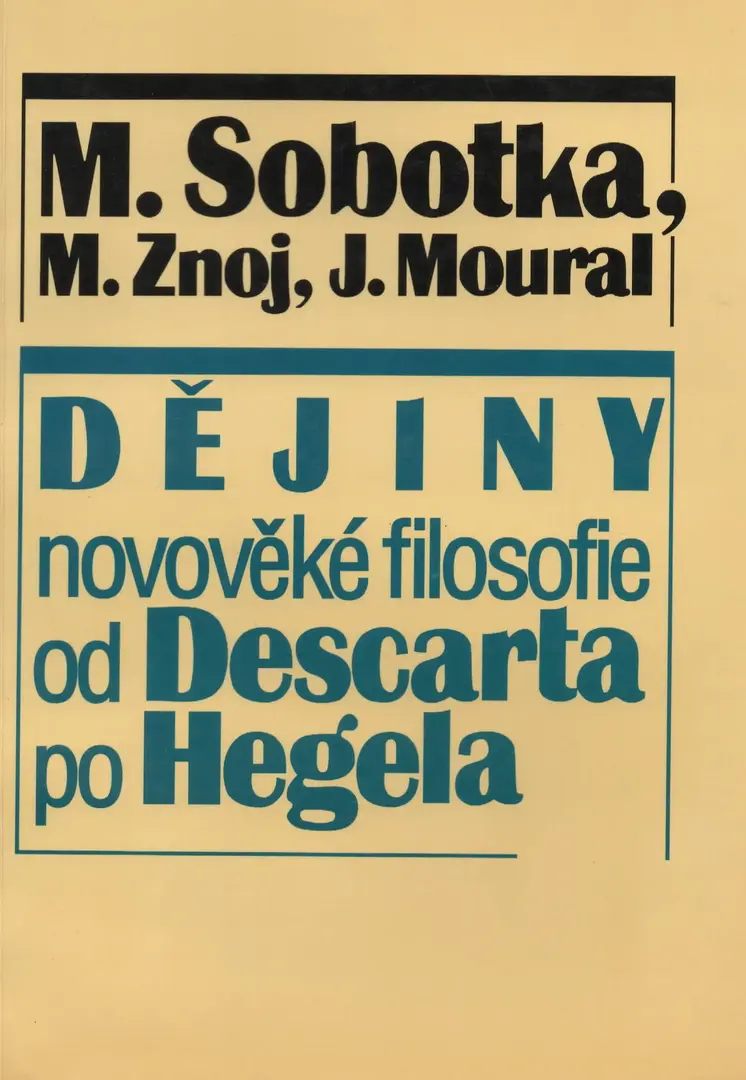 M. Sobotka,
M. Znoj, J. Moural
DĚJINY
novověké filosofie
od Descarta
po Hegela